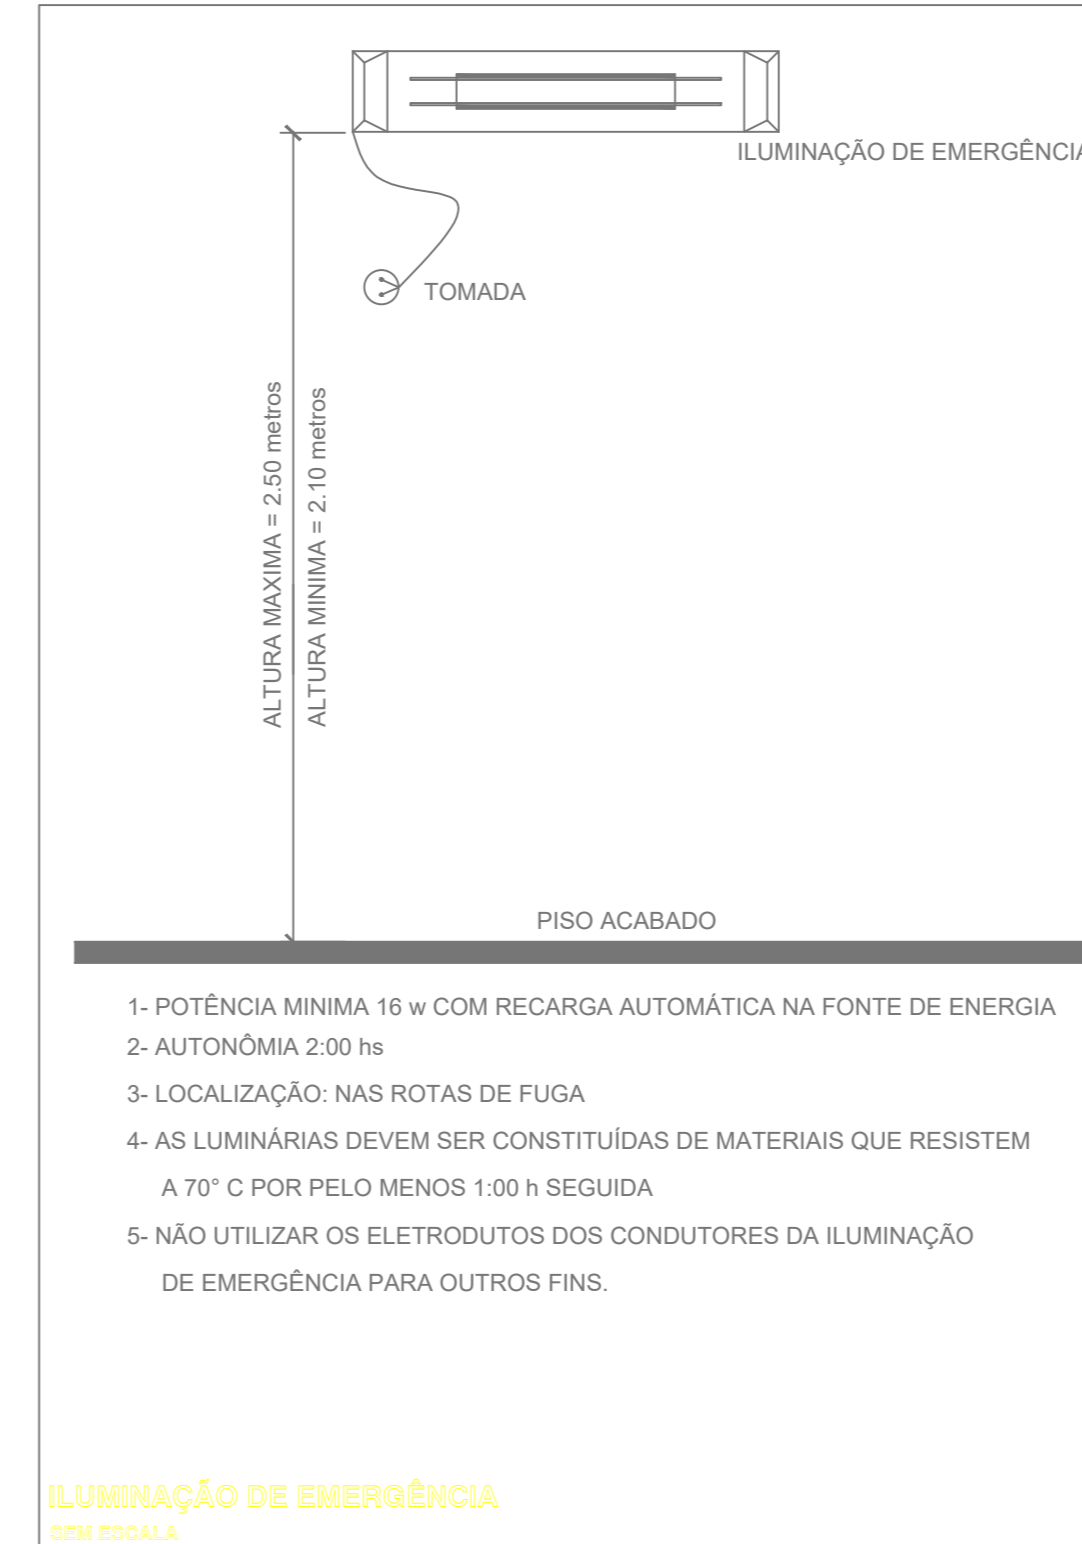 ILUMINAÇÃO DE EMERGÊNCIA
TOMADA
ALTURA MAXIMA = 2.50 metros
ALTURA MINIMA = 2.10 metros
PISO ACABADO
1- POTÊNCIA MINIMA 16 w COM RECARGA AUTOMÁTICA NA FONTE DE ENERGIA
2- AUTONÔMIA 2:00 hs
3- LOCALIZAÇÃO: NAS ROTAS DE FUGA
4- AS LUMINÁRIAS DEVEM SER CONSTITUÍDAS DE MATERIAIS QUE RESISTEM
A 70° C POR PELO MENOS 1:00 h SEGUIDA
5- NÃO UTILIZAR OS ELETRODUTOS DOS CONDUTORES DA ILUMINAÇÃO
DE EMERGÊNCIA PARA OUTROS FINS.
ILUMINAÇÃO DE EMERGÊNCIA
SEM ESCALA